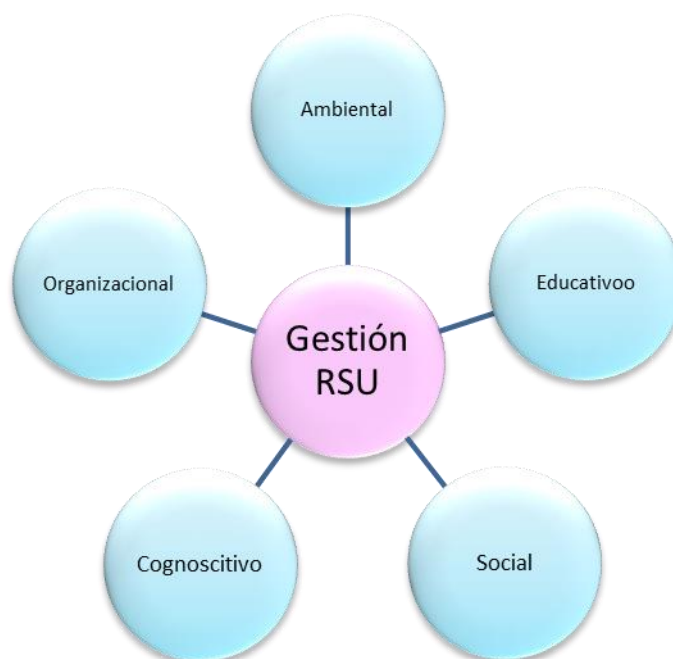 Ambiental
Organizacional
Educativoo
Gestión
RSU
Cognoscitivo
Social